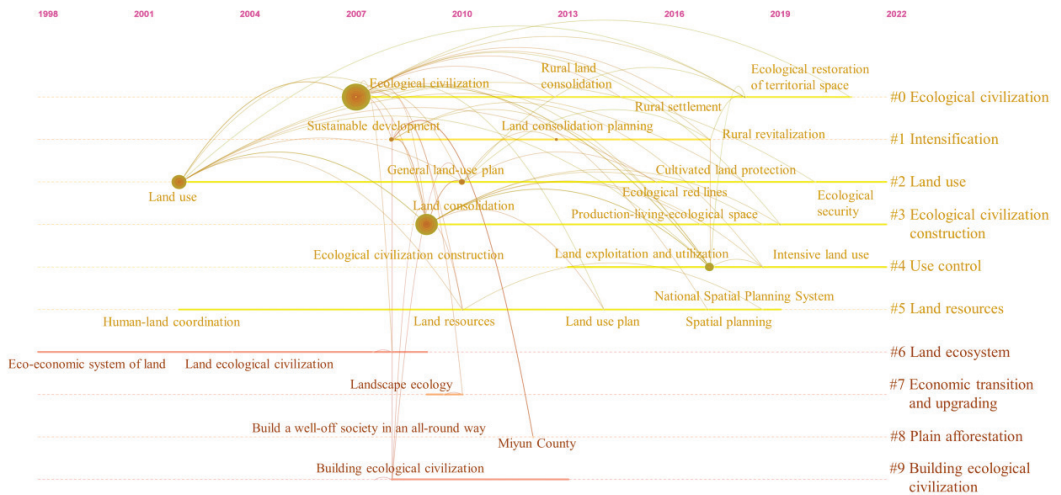 1998 2001 2004 2007 2010 2013 2016 2019 2022
Ecological civilization
Rural land
consolidation
Ecological restoration
of territorial space
Rural settlement
#0 Ecological civilization
Sustainable development
Land consolidation planning
Rural revitalization
#1 Intensification
General land-use plan
Cultivated land protection
Land use
Land consolidation
Ecological red lines
Ecological
security
#2 Land use
Production-living-ecological space
#3 Ecological civilization
construction
Ecological civilization construction
Land exploitation and utilization
Intensive land use
#4 Use control
National Spatial Planning System
Human-land coordination
Land resources
Land use plan
Spatial planning
#5 Land resources
Eco-economic system of land
Land ecological civilization
#6 Land ecosystem
Landscape ecology
#7 Economic transition
and upgrading
Build a well-off society in an all-round way
Miyun County
#8 Plain afforestation
Building ecological civilization
#9 Building ecological
civilization